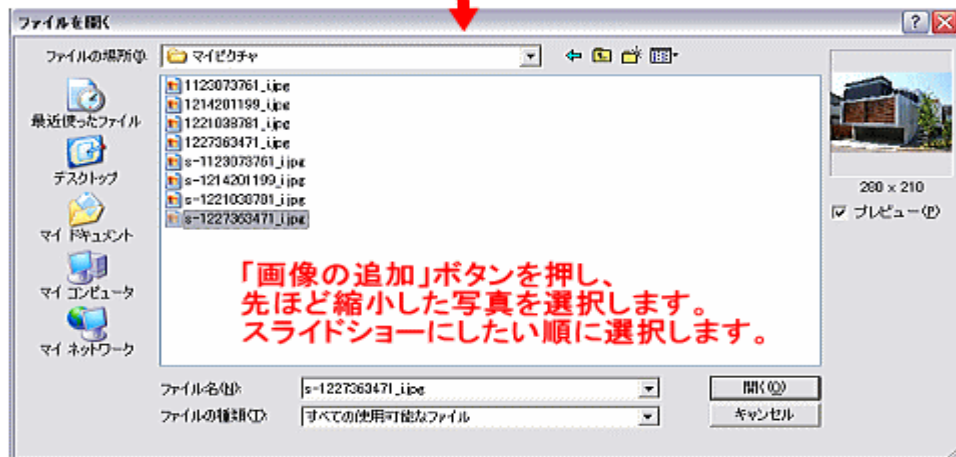 ファイルを開く
ファイルの場所(I):
マイピクチャ
1123073761_i.jpg
1214201199_i.jpg
1221038781_i.jpg
1227363471_i.jpg
s-1123073761_i.jpg
s-1214201199_i.jpg
s-1221038781_i.jpg
s-1227363471_i.jpg
最近使ったファイル
デスクトップ
マイ ドキュメント
マイ コンピュータ
マイ ネットワーク
280 × 210
プレビュー(P)
「画像の追加」ボタンを押し、
先ほど縮小した写真を選択します。
スライドショーにしたい順に選択します。
ファイル名(N):
s-1227363471_i.jpg
開く(O)
ファイルの種類(T):
すべての使用可能なファイル
キャンセル